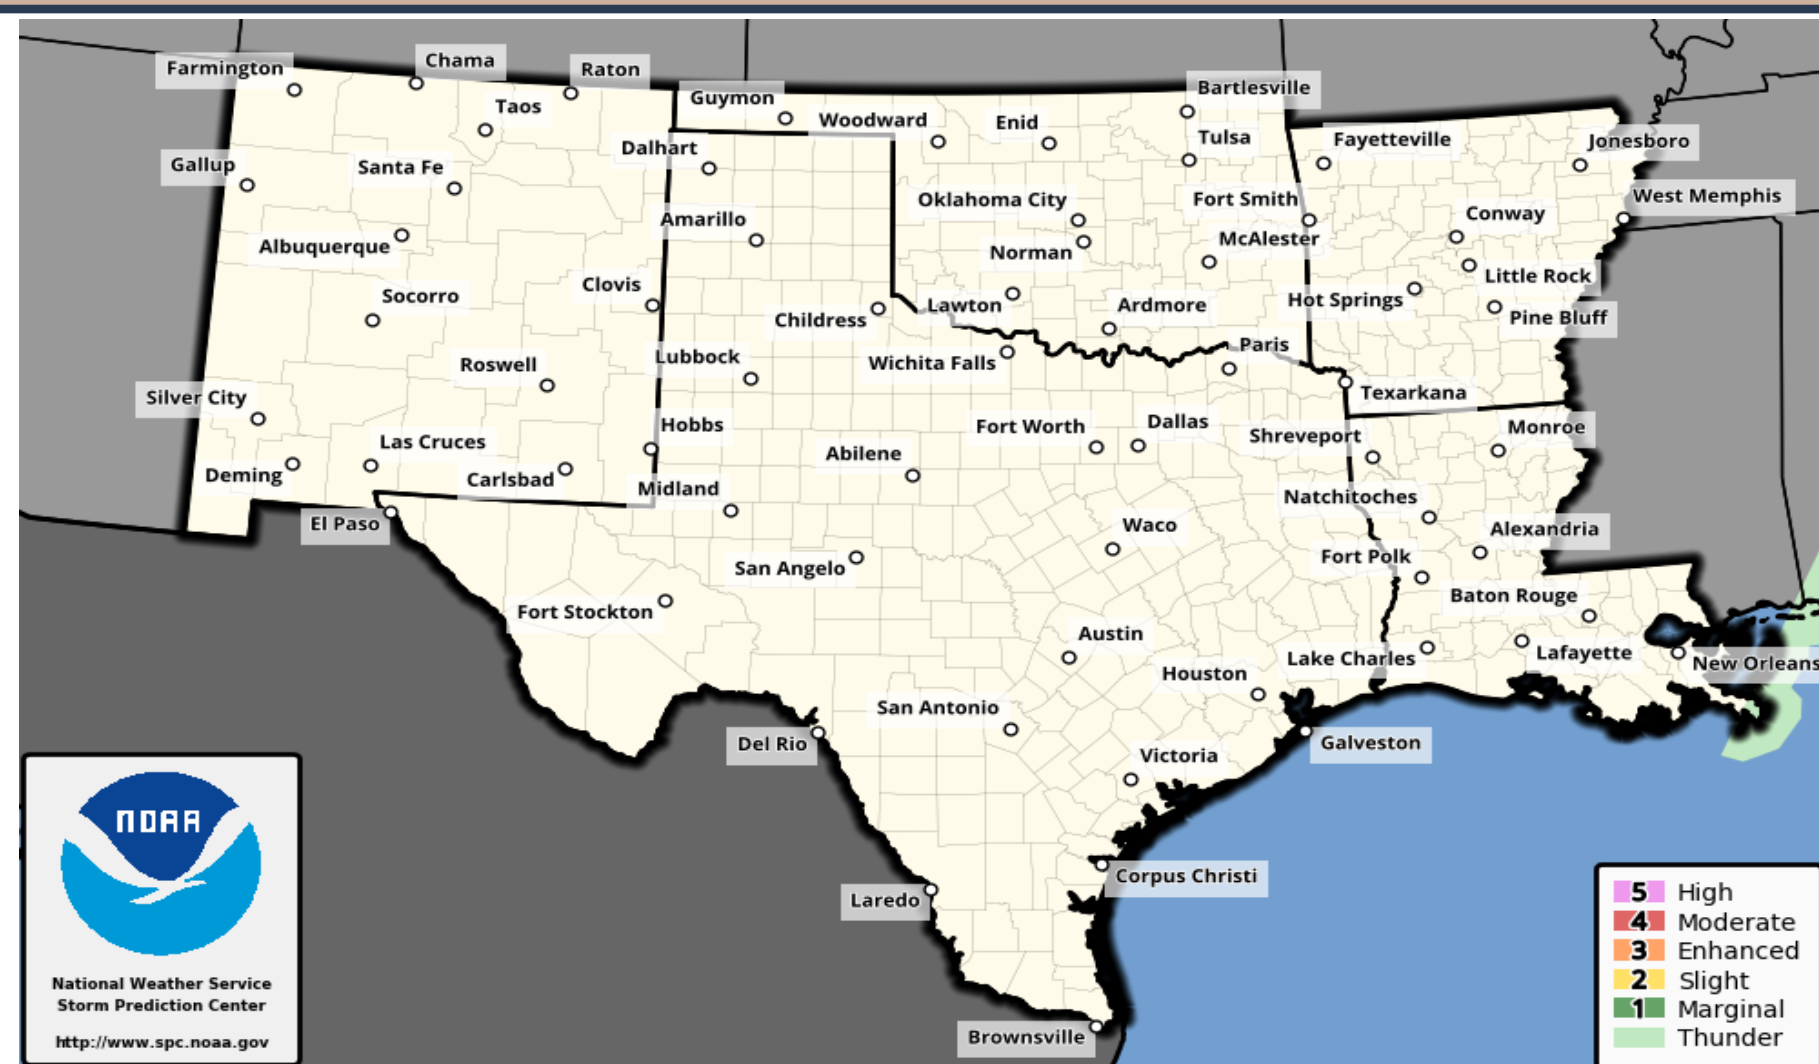 Farmington
Chama
Raton
Taos
Guymon
Woodward
Enid
Bartlesville
Tulsa
Fayetteville
Jonesboro
Gallup
Santa Fe
Dalhart
Oklahoma City
Fort Smith
Conway
West Memphis
Albuquerque
Amarillo
Norman
McAlester
Little Rock
Socorro
Clovis
Childress
Lawton
Ardmore
Hot Springs
Pine Bluff
Roswell
Lubbock
Wichita Falls
Paris
Texarkana
Silver City
Hobbs
Fort Worth
Dallas
Shreveport
Monroe
Las Cruces
Deming
Carlsbad
Midland
Abilene
Natchitoches
El Paso
Waco
Alexandria
San Angelo
Fort Polk
Fort Stockton
Baton Rouge
Austin
Lake Charles
Lafayette
New Orleans
Houston
San Antonio
Del Rio
Victoria
Galveston
Corpus Christi
Laredo
Brownsville
NOAA
National Weather Service
Storm Prediction Center
http://www.spc.noaa.gov
5 High
4 Moderate
3 Enhanced
2 Slight
1 Marginal
Thunder